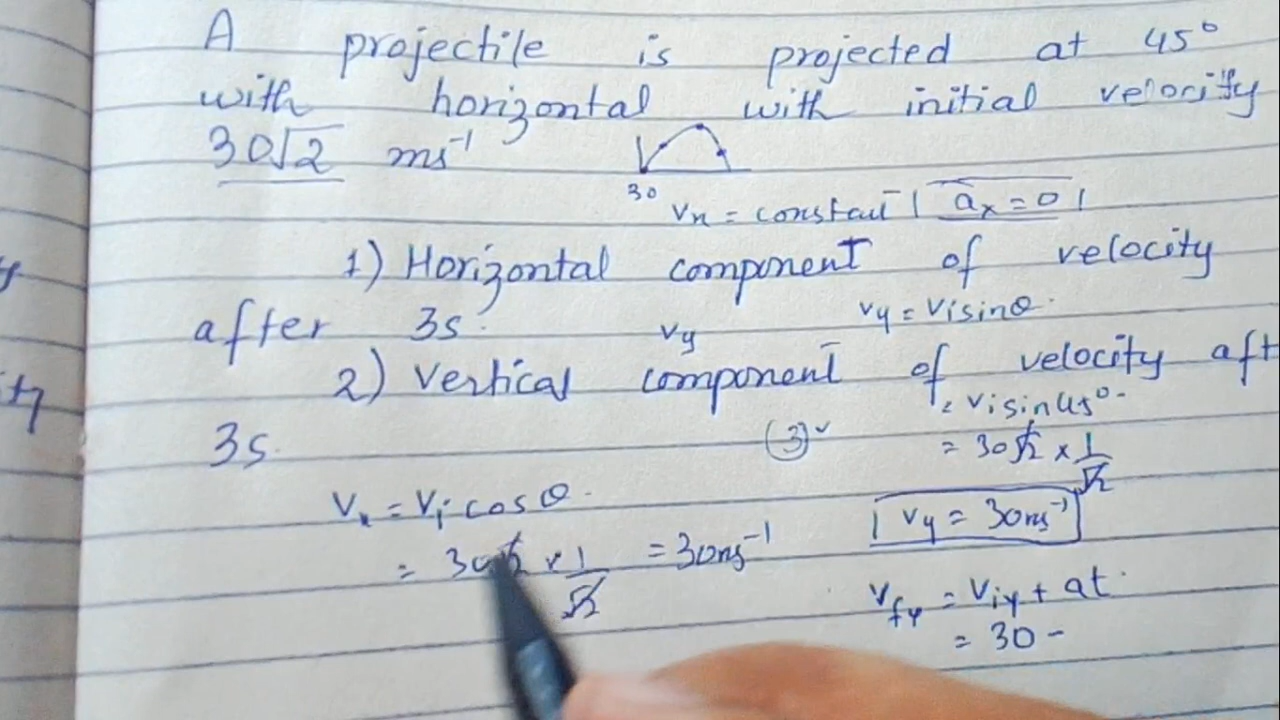 A projectile is projected at 45°
with horizontal with initial velocity
30√2 ms⁻¹
30
Vx = constant | ax = 0 |
1) Horizontal component of velocity
after 3s.
Vy
Vy = Visinθ.
2) Vertical component of velocity aft
= Visin45°
3s.
(3)
= 30√2 × 1/√2
Vx = Vi cosθ.
| Vy = 30ms⁻¹
= 30√2 × 1/√2 = 30ms⁻¹
Vfy = Viy + at.
= 30 -